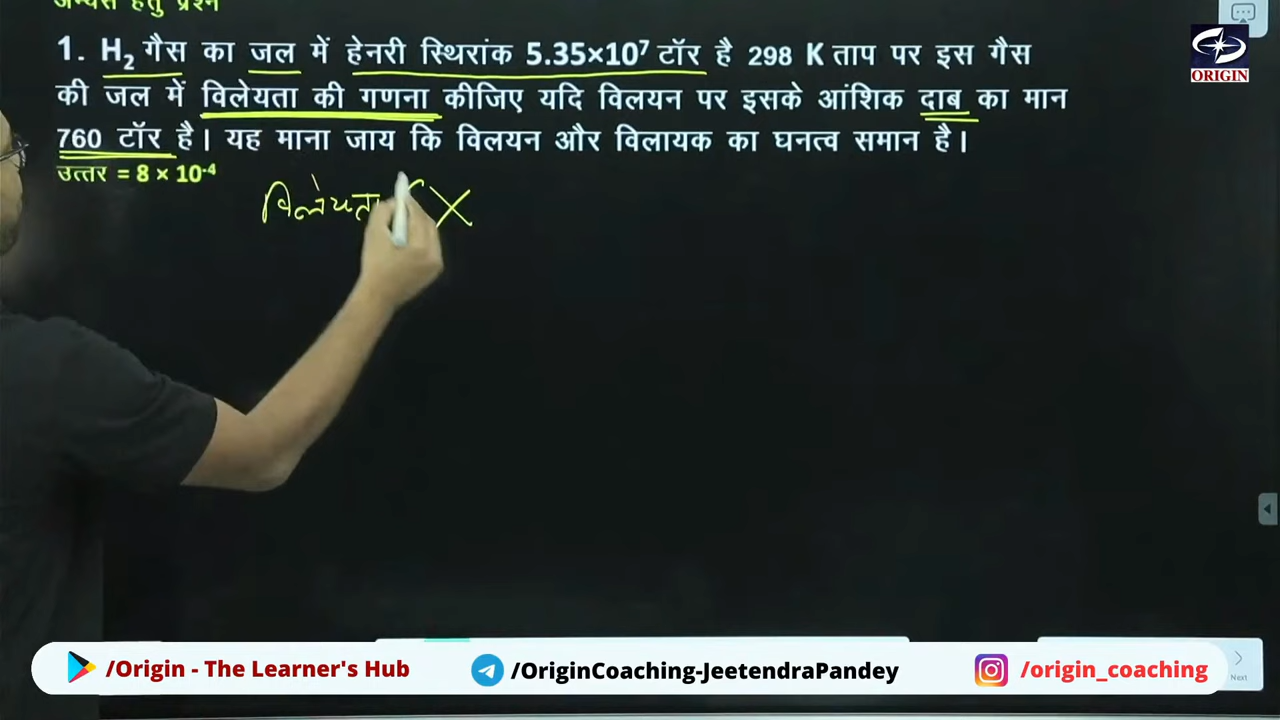 अभ्यास हेतु प्रश्न
1. H₂ गैस का जल में हेनरी स्थिरांक 5.35×10⁷ टॉर है 298 K ताप पर इस गैस
की जल में विलेयता की गणना कीजिए यदि विलयन पर इसके आंशिक दाब का मान
760 टॉर है। यह माना जाय कि विलयन और विलायक का घनत्व समान है।
उत्तर = 8 × 10⁻⁴
विलेयता X
ORIGIN
/Origin - The Learner's Hub
/OriginCoaching-JeetendraPandey
/origin_coaching
Next